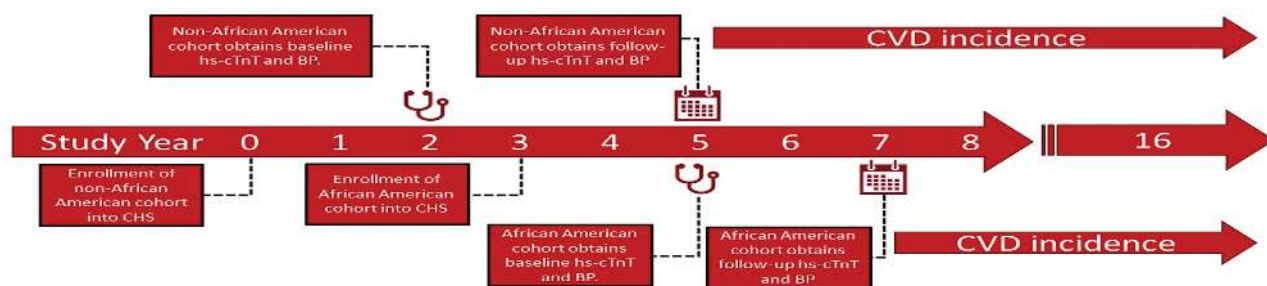 Non-African American
cohort obtains baseline
hs-cTnT and BP.
Non-African American
cohort obtains follow-
up hs-cTnT and BP
CVD incidence
Study Year 0 1 2 3 4 5 6 7 8 16
Enrollment of
non-African
American cohort
into CHS
Enrollment of
African American
cohort into CHS
African American
cohort obtains
baseline hs-cTnT
and BP.
African American
cohort obtains
follow-up hs-cTnT
and BP
CVD incidence